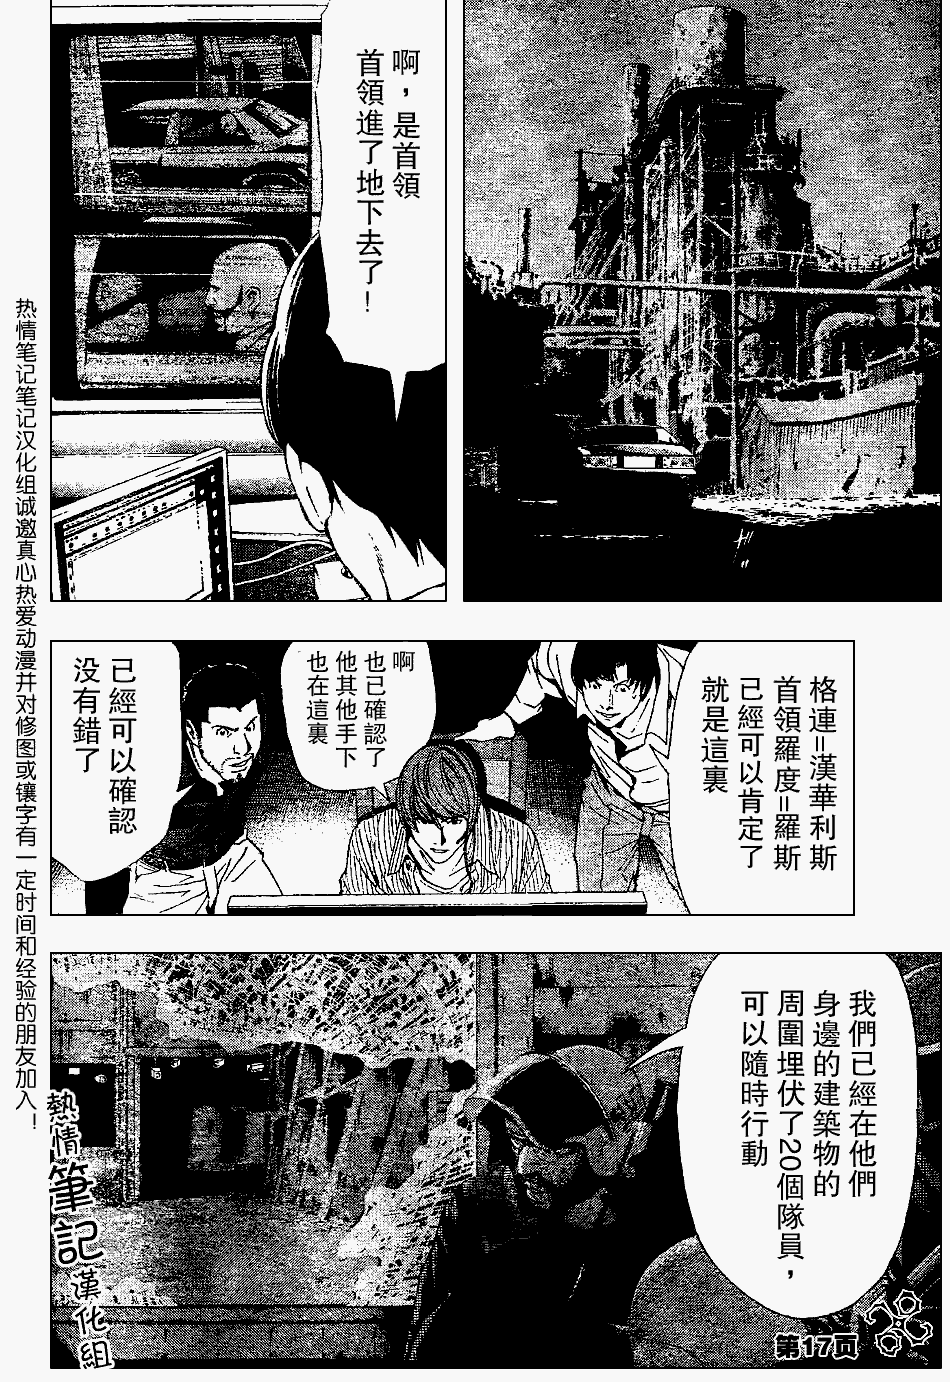 啊，是首領
首領進了地下去了！
格連=漢華利斯
首領羅度=羅斯
已經可以肯定了
就是這裏
啊
也已確認了
他其他手下
也在這裏
已經可以確認
没有錯了
我們已經在他們
身邊的建築物的
周圍埋伏了20個隊員，
可以隨時行動
第17页
热情笔记笔记汉化组诚邀真心热爱动漫并对修图或镶字有一定时间和经验的朋友加入！
熱情筆記漢化組